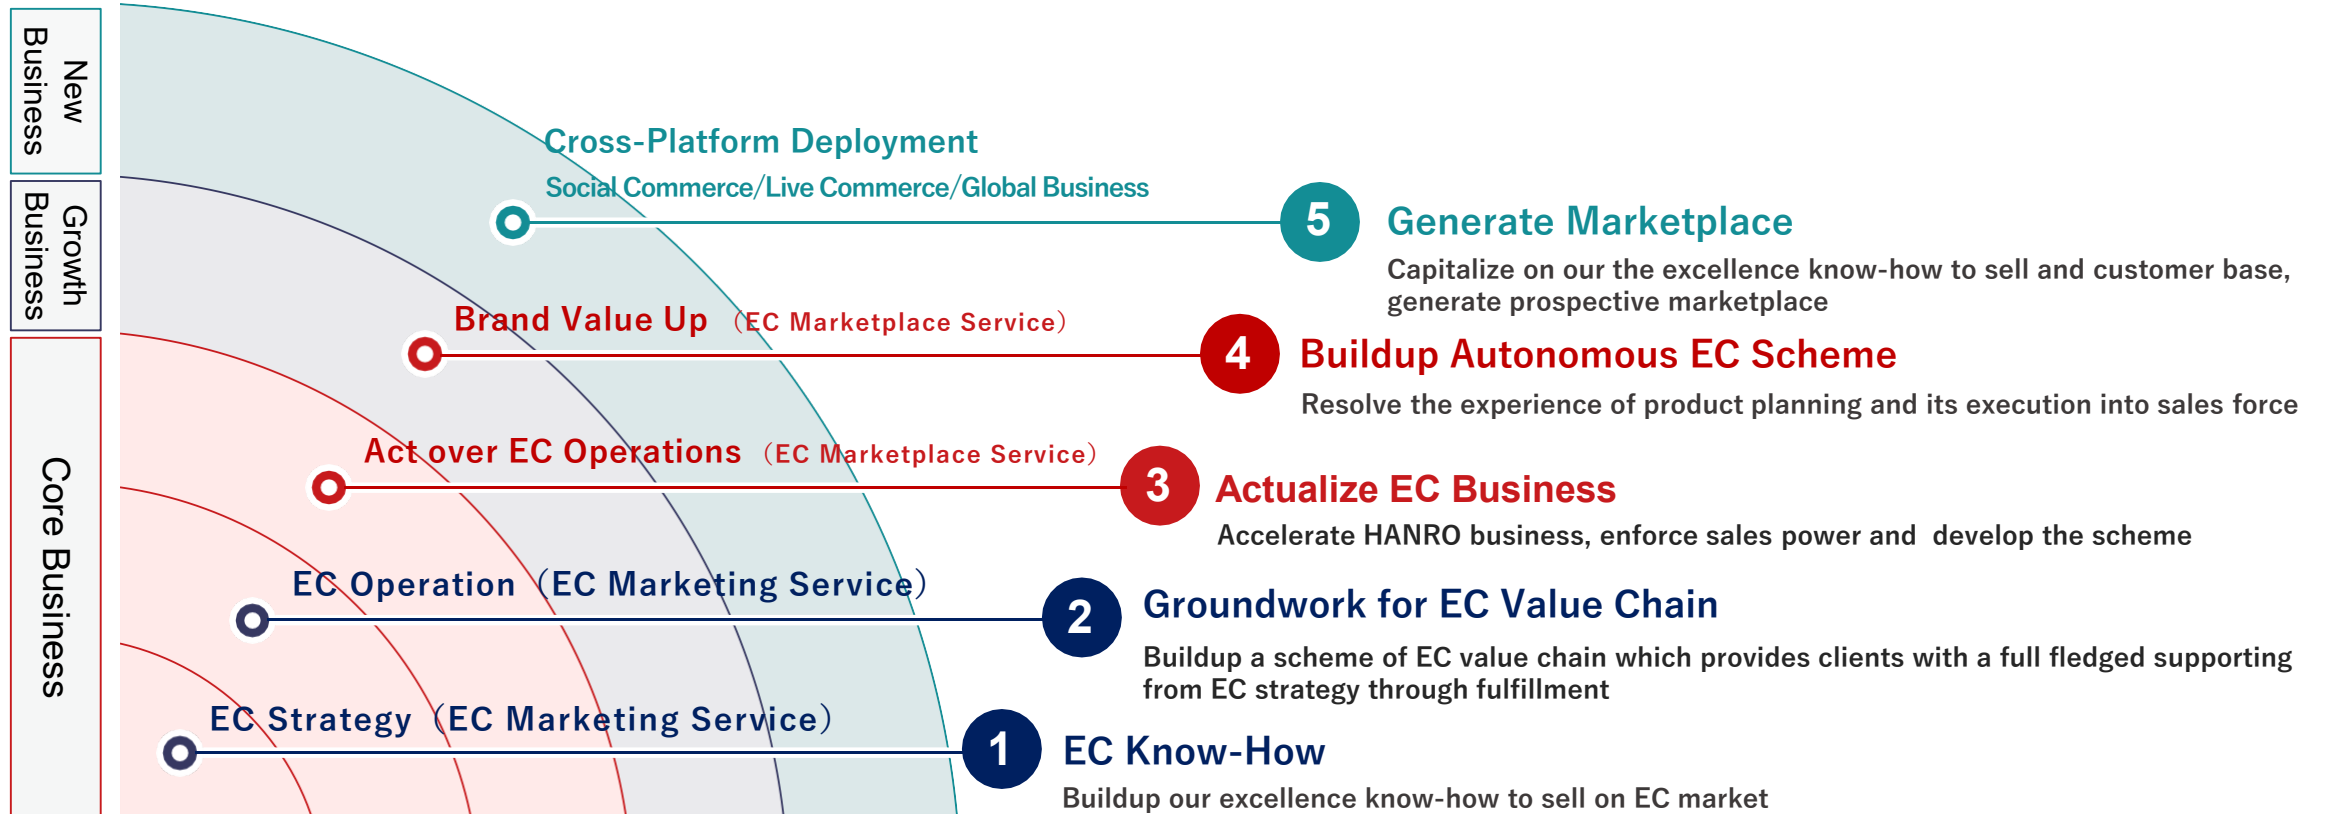 New
Business
Growth
Business
Core Business
Cross-Platform Deployment
Social Commerce/Live Commerce/Global Business
5
Generate Marketplace
Capitalize on our the excellence know-how to sell and customer base,
generate prospective marketplace
Brand Value Up （EC Marketplace Service）
4
Buildup Autonomous EC Scheme
Resolve the experience of product planning and its execution into sales force
Act over EC Operations （EC Marketplace Service）
3
Actualize EC Business
Accelerate HANRO business, enforce sales power and  develop the scheme
EC Operation（EC Marketing Service）
2
Groundwork for EC Value Chain
Buildup a scheme of EC value chain which provides clients with a full fledged supporting
from EC strategy through fulfillment
EC Strategy（EC Marketing Service）
1
EC Know-How
Buildup our excellence know-how to sell on EC market